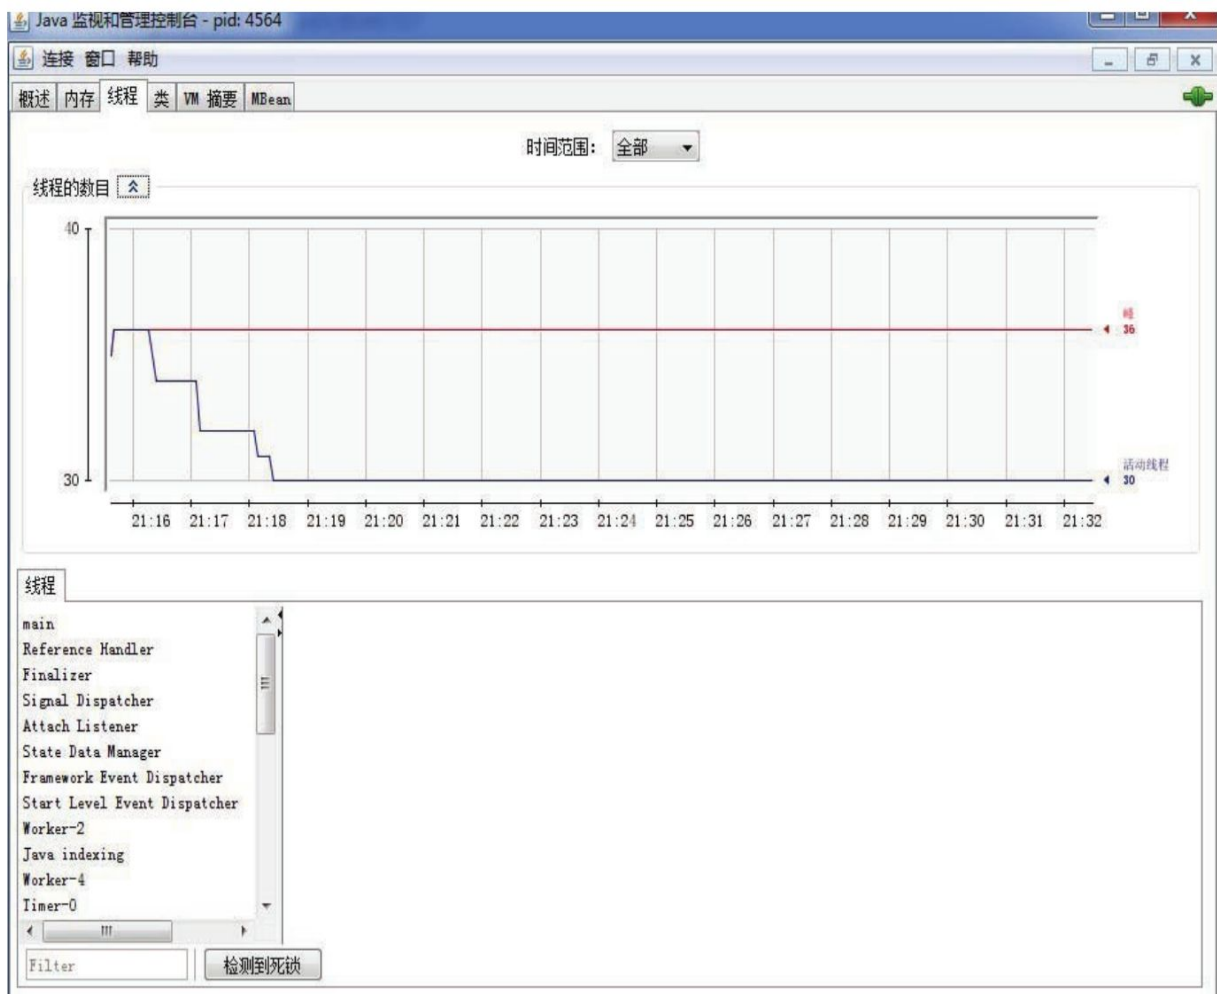 Java 监视和管理控制台 - pid: 4564
连接 窗口 帮助
概述 内存 线程 类 VM 摘要 MBean
时间范围： 全部
线程的数目
40
峰
36
活动线程
30
30
21:16 21:17 21:18 21:19 21:20 21:21 21:22 21:23 21:24 21:25 21:26 21:27 21:28 21:29 21:30 21:31 21:32
线程
main
Reference Handler
Finalizer
Signal Dispatcher
Attach Listener
State Data Manager
Framework Event Dispatcher
Start Level Event Dispatcher
Worker-2
Java indexing
Worker-4
Timer-0
Filter
检测到死锁